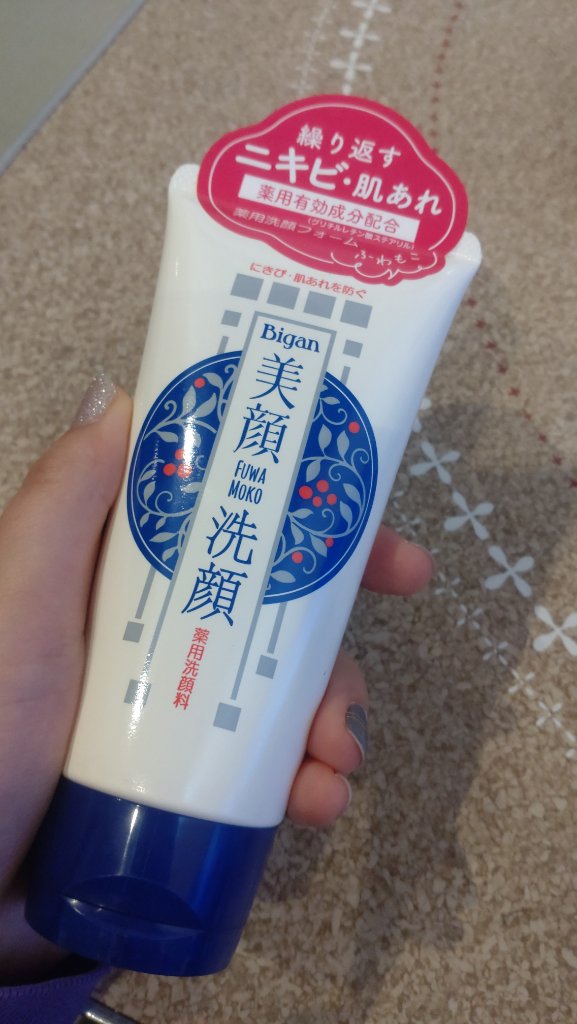 繰り返す
ニキビ・肌あれ
薬用有効成分配合
(グリチルレチン酸ステアリル)
薬用洗顔フォーム
ふわもこ
にきび・肌あれを防ぐ
Bigan
美顔
FUWA
MOKO
洗顔
薬用洗顔料